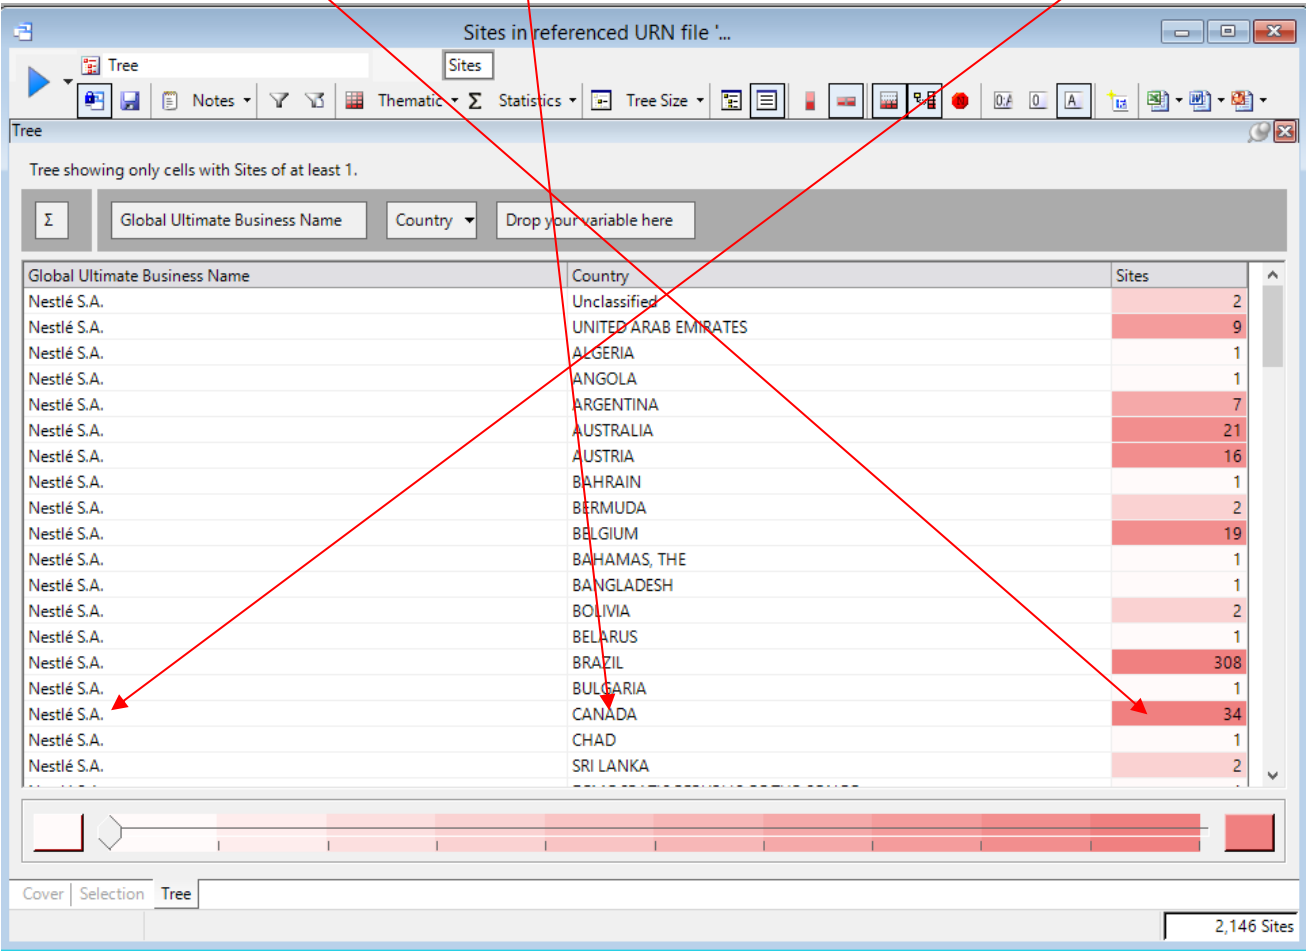 Sites in referenced URN file '...
Tree Sites
Notes Thematic Σ Statistics Tree Size 0:A 0 A
Tree
Tree showing only cells with Sites of at least 1.
Σ Global Ultimate Business Name Country Drop your variable here
Global Ultimate Business Name Country Sites
Nestlé S.A. Unclassified 2
Nestlé S.A. UNITED ARAB EMIRATES 9
Nestlé S.A. ALGERIA 1
Nestlé S.A. ANGOLA 1
Nestlé S.A. ARGENTINA 7
Nestlé S.A. AUSTRALIA 21
Nestlé S.A. AUSTRIA 16
Nestlé S.A. BAHRAIN 1
Nestlé S.A. BERMUDA 2
Nestlé S.A. BELGIUM 19
Nestlé S.A. BAHAMAS, THE 1
Nestlé S.A. BANGLADESH 1
Nestlé S.A. BOLIVIA 2
Nestlé S.A. BELARUS 1
Nestlé S.A. BRAZIL 308
Nestlé S.A. BULGARIA 1
Nestlé S.A. CANADA 34
Nestlé S.A. CHAD 1
Nestlé S.A. SRI LANKA 2
Cover Selection Tree
2,146 Sites